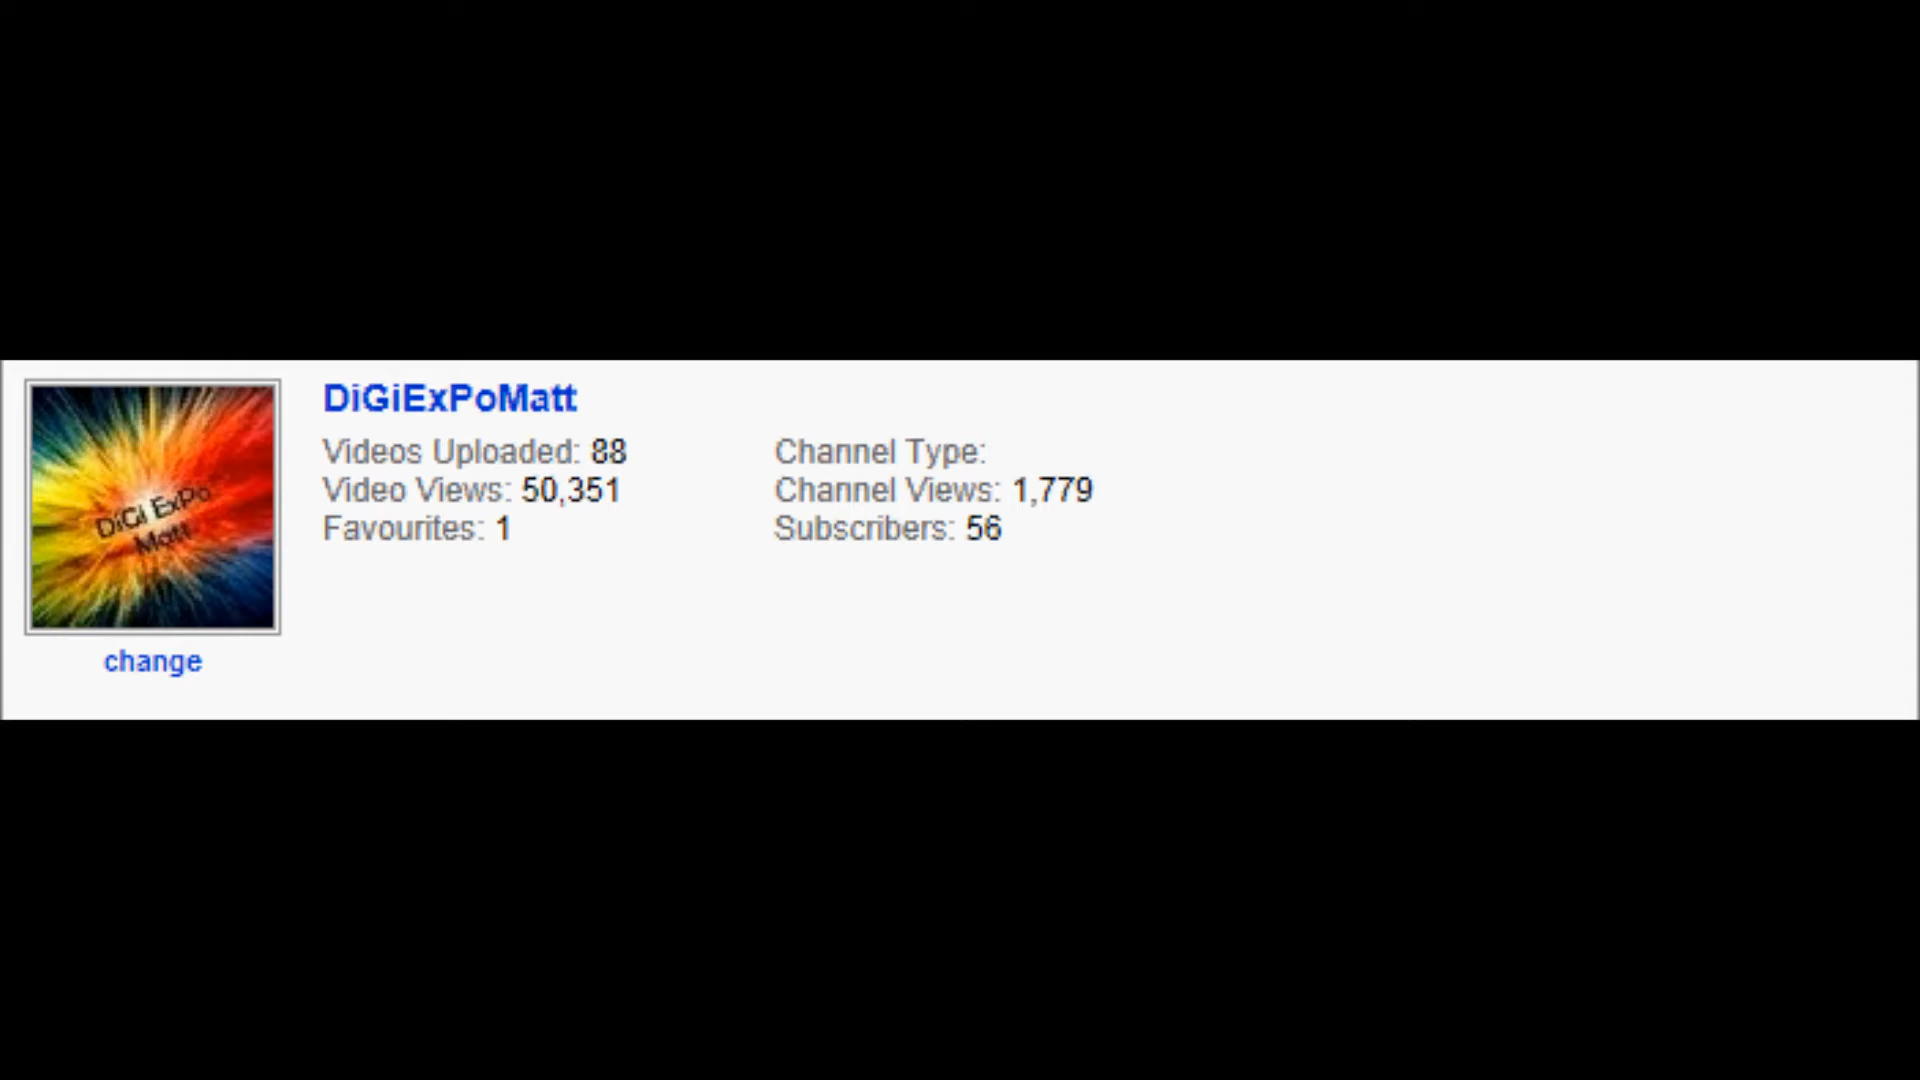 DiGiExPoMatt
Videos Uploaded: 88
Video Views: 50,351
Favourites: 1
Channel Type:
Channel Views: 1,779
Subscribers: 56
DiGi ExPo
Matt
change